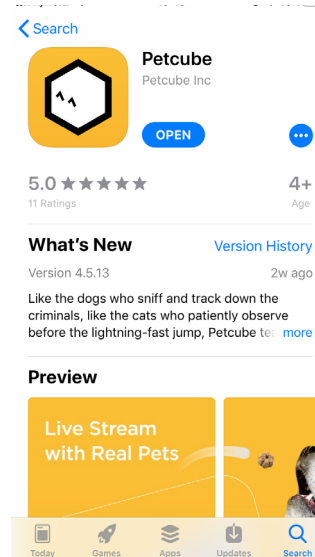 Search
Petcube
Petcube Inc
OPEN
5.0
4+
11 Ratings
Age
What's New
Version History
Version 4.5.13
2w ago
Like the dogs who sniff and track down the
criminals, like the cats who patiently observe
before the lightning-fast jump, Petcube more
Preview
Live Stream
with Real Pets
Today
Games
Apps
Updates
Search